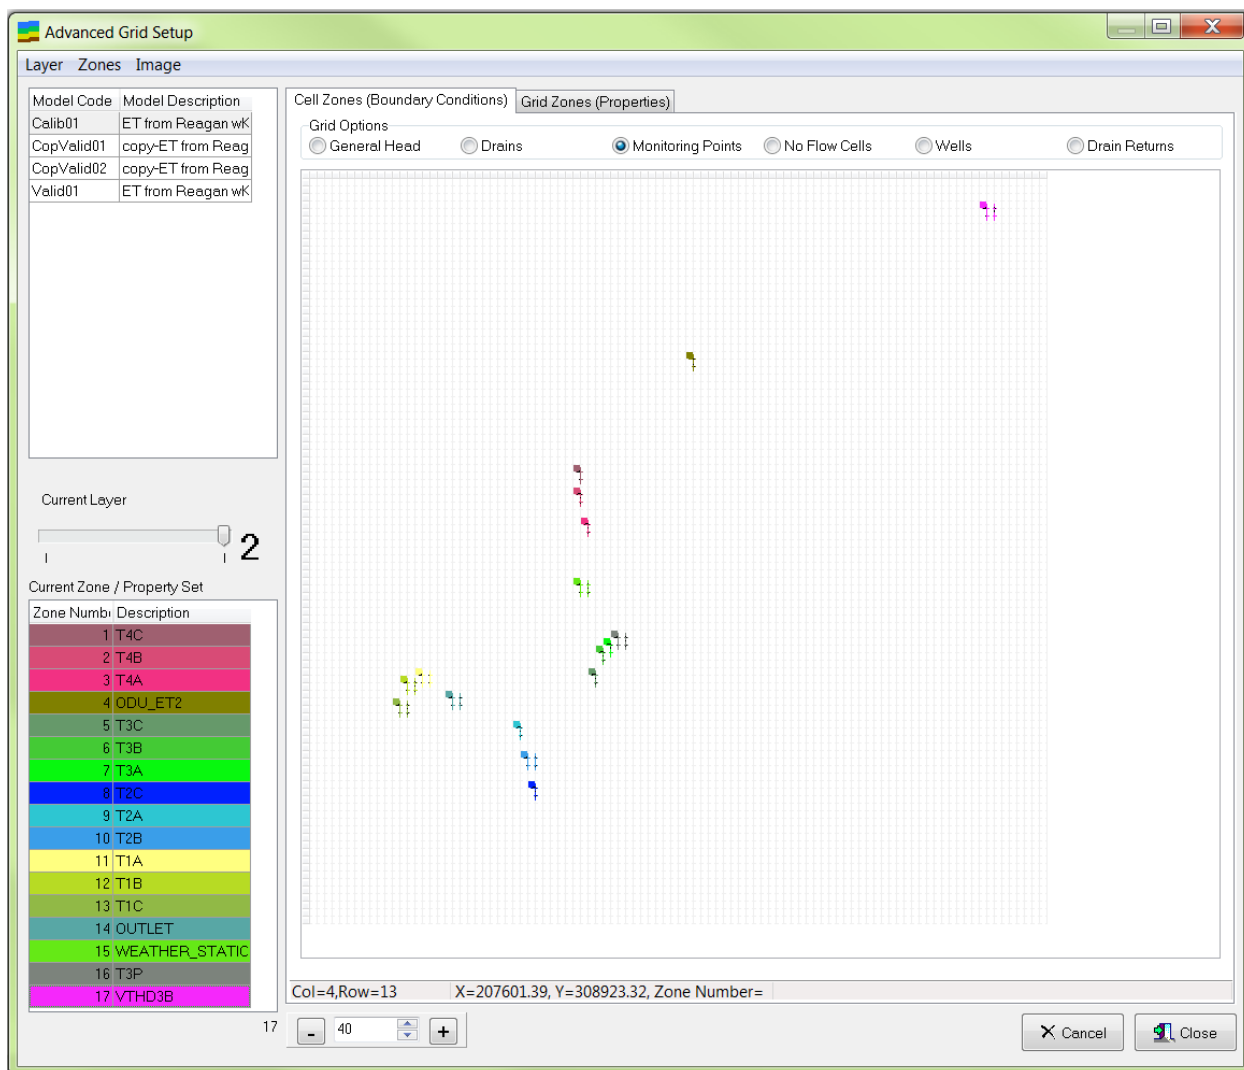 Advanced Grid Setup
Layer Zones Image
Model Code Model Description
Calib01 ET from Reagan wK
CopValid01 copy-ET from Reag
CopValid02 copy-ET from Reag
Valid01 ET from Reagan wK
Current Layer
2
Current Zone / Property Set
Zone Numb Description
1 T4C
2 T4B
3 T4A
4 ODU_ET2
5 T3C
6 T3B
7 T3A
8 T2C
9 T2A
10 T2B
11 T1A
12 T1B
13 T1C
14 OUTLET
15 WEATHER_STATIC
16 T3P
17 VTHD3B
17
Cell Zones (Boundary Conditions) Grid Zones (Properties)
Grid Options
General Head Drains Monitoring Points No Flow Cells Wells Drain Returns
Col=4,Row=13 X=207601.39, Y=308923.32, Zone Number=
- 40 +
Cancel Close